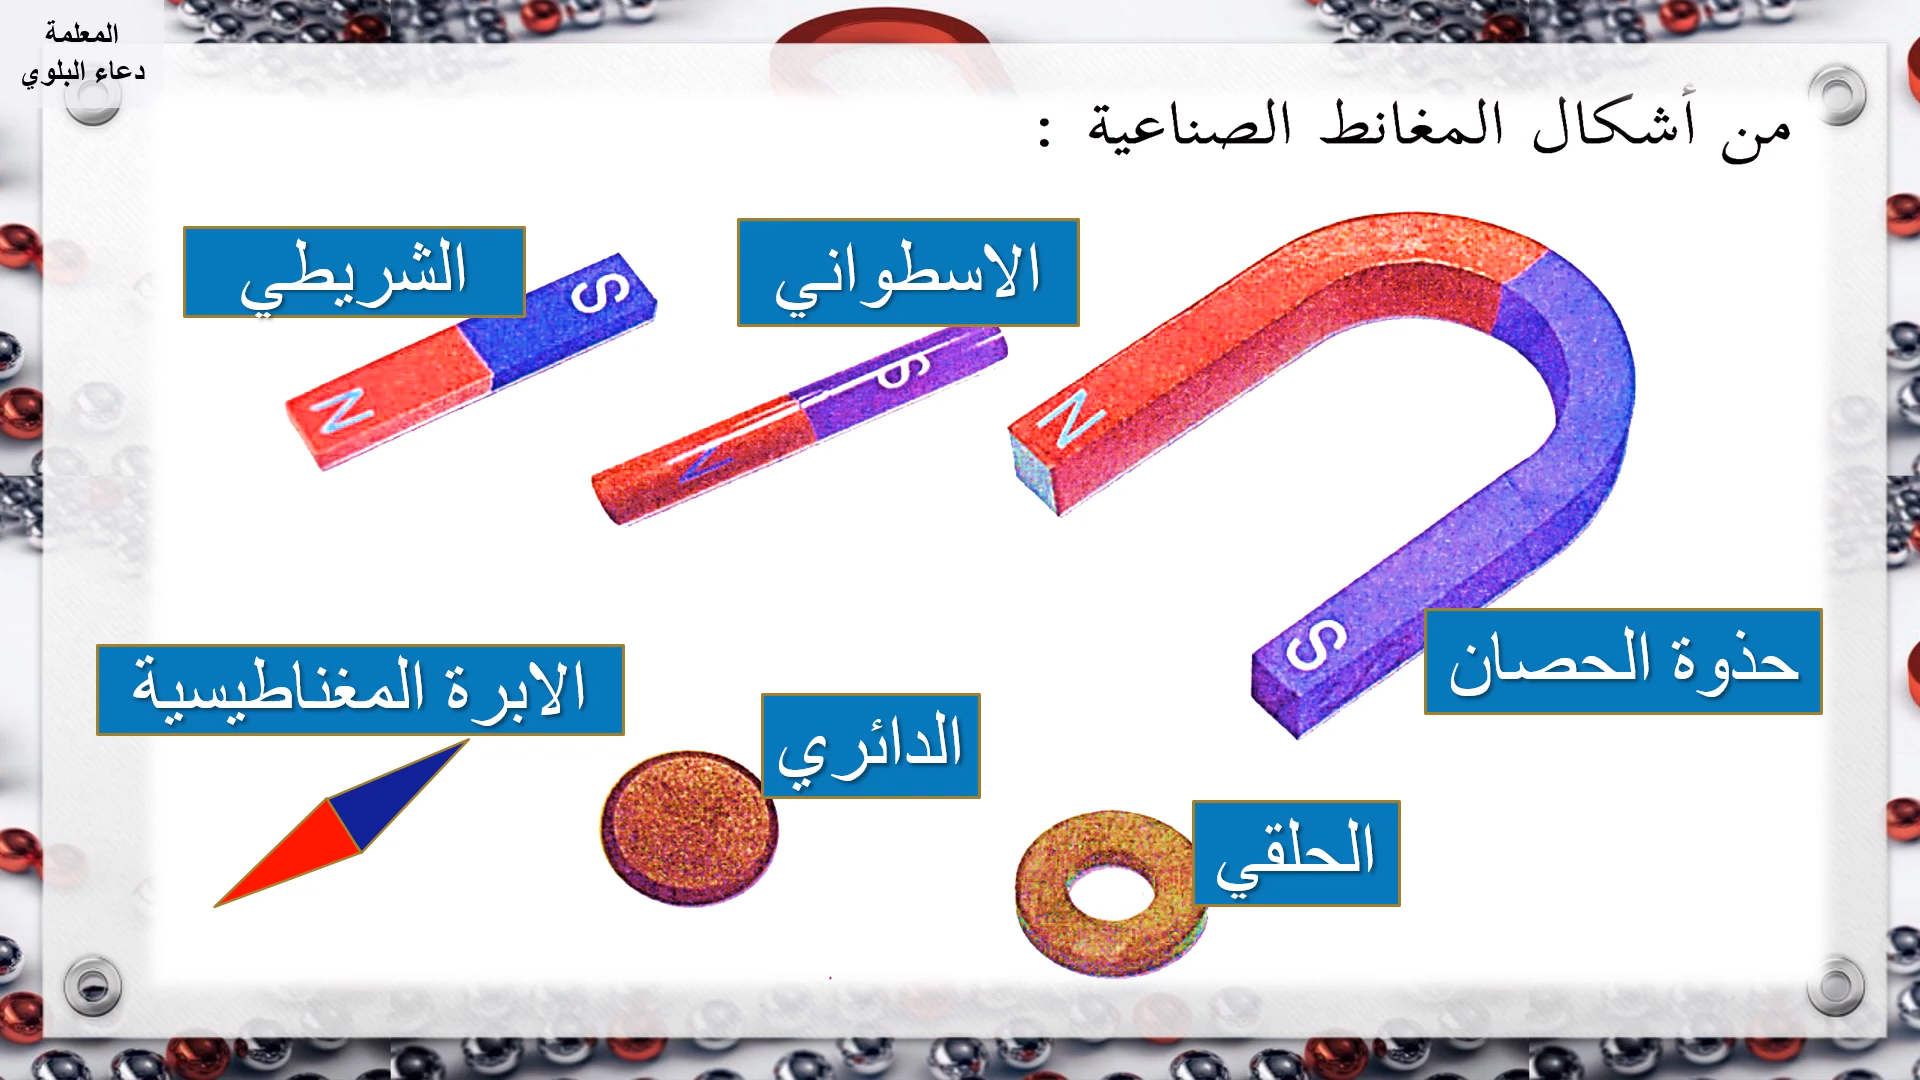 المعلمة
دعاء البلوي
من أشكال المغانط الصناعية :
الاسطواني
الشريطي
S
N
N
S
حذوة الحصان
الابرة المغناطيسية
الدائري
الحلقي